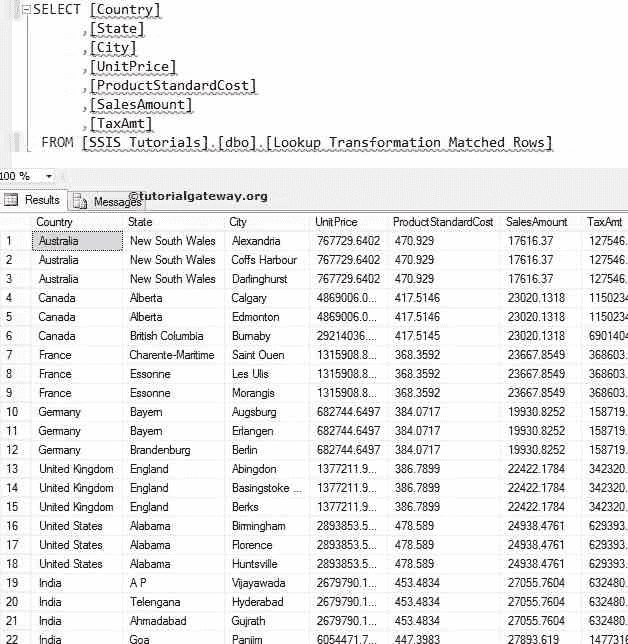 SELECT [Country]
,[State]
,[City]
,[UnitPrice]
,[ProductStandardCost]
,[SalesAmount]
,[TaxAmt]
FROM [SSIS Tutorials].[dbo].[Lookup Transformation Matched Rows]
100 %
Results Messages ©tutorialgateway.org
Country State City UnitPrice ProductStandardCost SalesAmount TaxAmt
1 Australia New South Wales Alexandria 767729.6402 470.929 17616.37 127546.
2 Australia New South Wales Coffs Harbour 767729.6402 470.929 17616.37 127546.
3 Australia New South Wales Darlinghurst 767729.6402 470.929 17616.37 127546.
4 Canada Alberta Calgary 4869006.0... 417.5146 23020.1318 1150234
5 Canada Alberta Edmonton 4869006.0... 417.5146 23020.1318 1150234
6 Canada British Columbia Burnaby 29214036.... 417.5145 23020.1318 6901404
7 France Charente-Maritime Saint Ouen 1315908.8... 368.3592 23667.8549 368603.
8 France Essonne Les Ulis 1315908.8... 368.3592 23667.8549 368603.
9 France Essonne Morangis 1315908.8... 368.3592 23667.8549 368603.
10 Germany Bayern Augsburg 682744.6497 384.0717 19930.8252 158719.
11 Germany Bayern Erlangen 682744.6497 384.0717 19930.8252 158719.
12 Germany Brandenburg Berlin 682744.6497 384.0717 19930.8252 158719.
13 United Kingdom England Abingdon 1377211.9... 386.7899 22422.1784 342320.
14 United Kingdom England Basingstoke ... 1377211.9... 386.7899 22422.1784 342320.
15 United Kingdom England Berks 1377211.9... 386.7899 22422.1784 342320.
16 United States Alabama Birmingham 2893853.5... 478.589 24938.4761 629393.
17 United States Alabama Florence 2893853.5... 478.589 24938.4761 629393.
18 United States Alabama Huntsville 2893853.5... 478.589 24938.4761 629393.
19 India A P Vijayawada 2679790.1... 453.4834 27055.7604 632480.
20 India Telengana Hyderabad 2679790.1... 453.4834 27055.7604 632480.
21 India Ahmadabad Gujrath 2679790.1... 453.4834 27055.7604 632480.
22 India Goa Panjim 6054471.7... 447.3983 27893.619 1477316